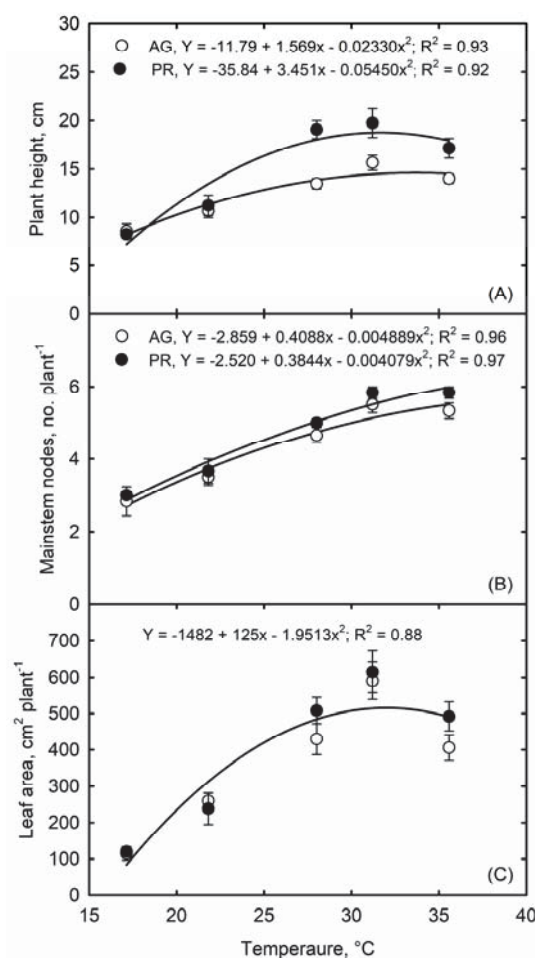 AG, Y = -11.79 + 1.569x - 0.02330x²; R² = 0.93
PR, Y = -35.84 + 3.451x - 0.05450x²; R² = 0.92
30
25
20
15
10
5
0
Plant height, cm
(A)
AG, Y = -2.859 + 0.4088x - 0.004889x²; R² = 0.96
PR, Y = -2.520 + 0.3844x - 0.004079x²; R² = 0.97
6
4
2
0
Mainstem nodes, no. plant⁻¹
(B)
Y = -1482 + 125x - 1.9513x²; R² = 0.88
700
600
500
400
300
200
100
0
Leaf area, cm² plant⁻¹
(C)
15 20 25 30 35 40
Temperaure, °C